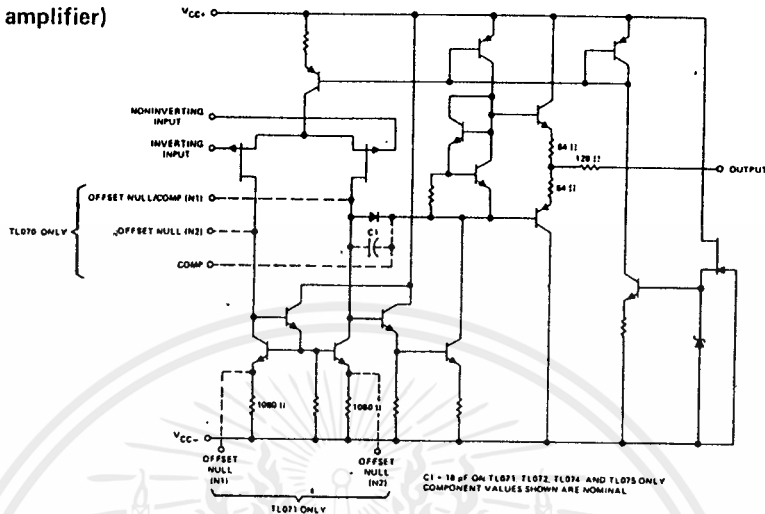 amplifier)
VCC+
NONINVERTING
INPUT
INVERTING
INPUT
64 Ω
128 Ω
OUTPUT
64 Ω
OFFSET NULL/COMP (N1)
TL070 ONLY
OFFSET NULL (N2)
C1
COMP
1080 Ω
1080 Ω
VCC-
OFFSET
NULL
(N1)
OFFSET
NULL
(N2)
TL071 ONLY
C1 = 18 pF ON TL071, TL072, TL074 AND TL075 ONLY
COMPONENT VALUES SHOWN ARE NOMINAL